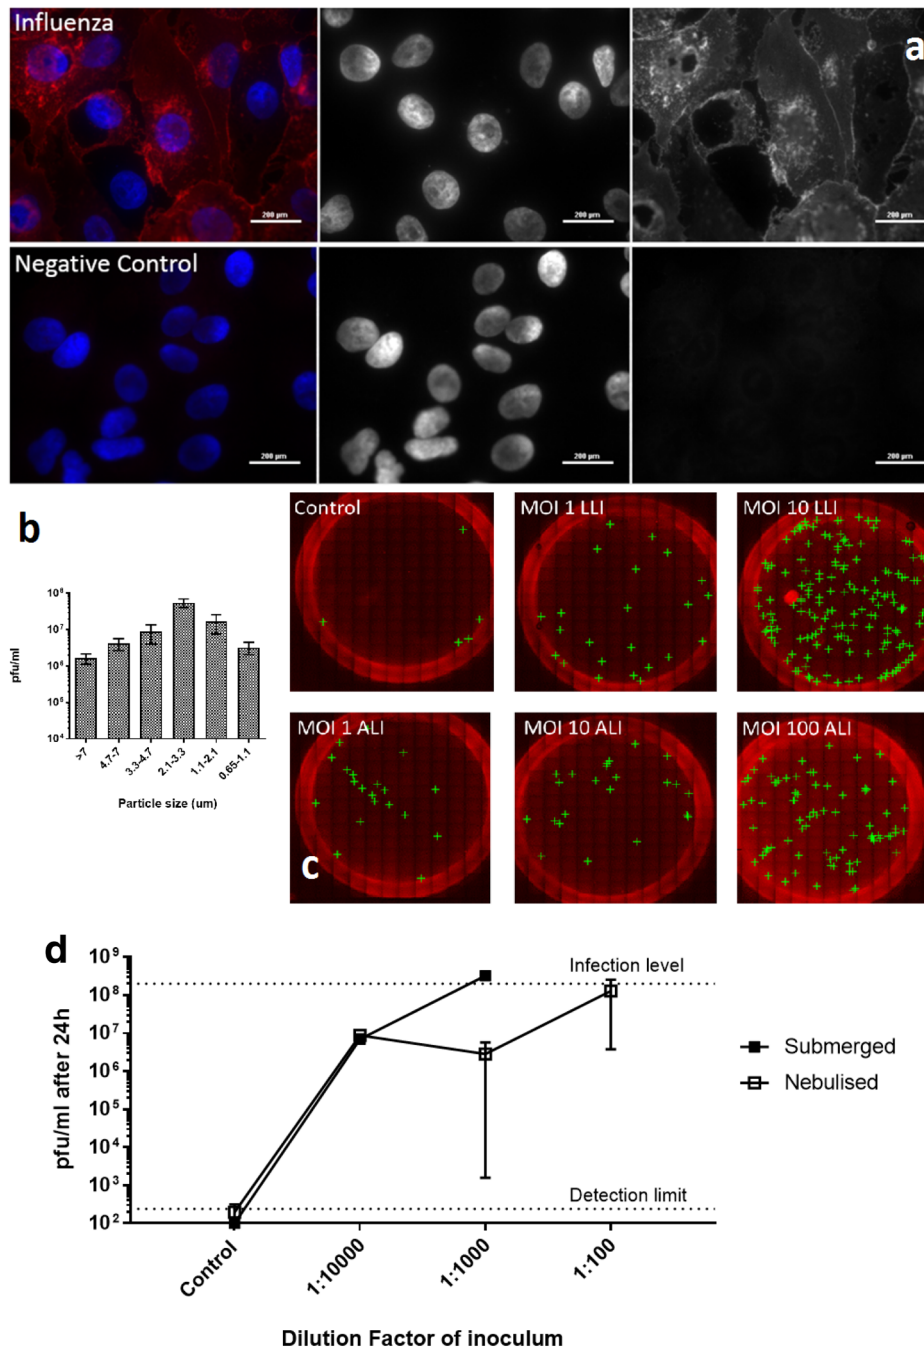 Influenza
a
200 µm
200 µm
200 µm
Negative Control
200 µm
200 µm
200 µm
b
pfu/ml
10⁸
10⁷
10⁶
10⁵
10⁴
>7
4.7-7
3.3-4.7
2.1-3.3
1.1-2.1
0.65-1.1
Particle size (um)
Control
MOI 1 LLI
MOI 10 LLI
MOI 1 ALI
MOI 10 ALI
MOI 100 ALI
c
d
pfu/ml after 24h
10⁹
10⁸
10⁷
10⁶
10⁵
10⁴
10³
10²
Infection level
Detection limit
Submerged
Nebulised
Control
1:10000
1:1000
1:100
Dilution Factor of inoculum